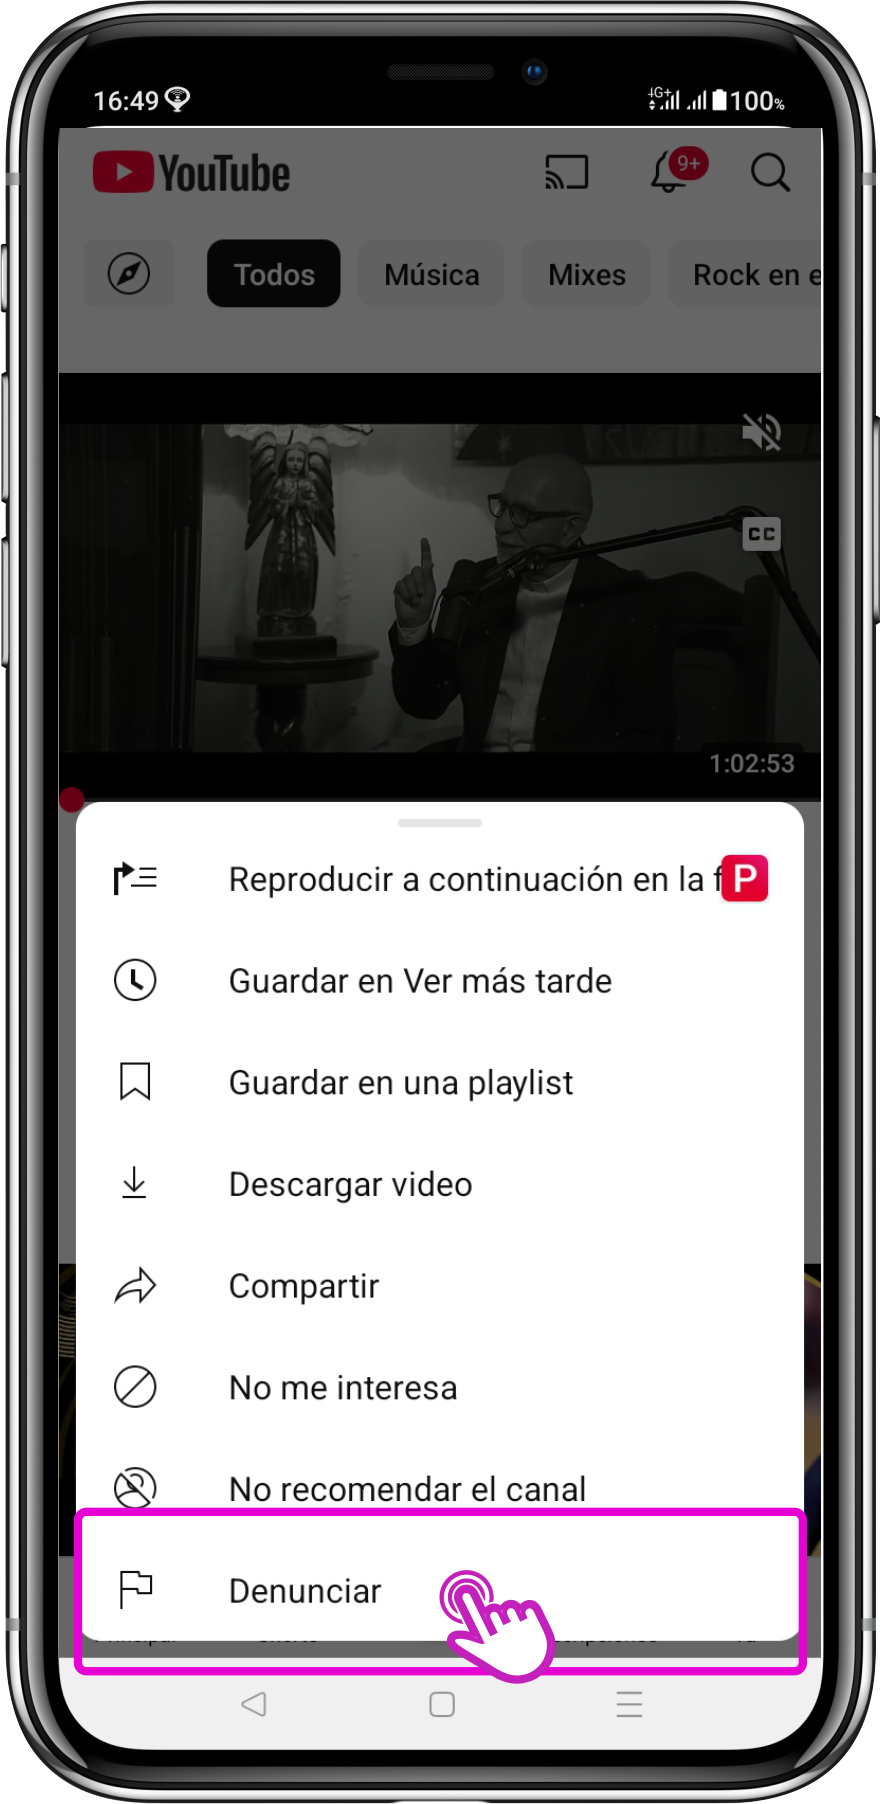 16:49 4G+ 100%
YouTube 9+
Todos Música Mixes Rock en e
CC
1:02:53
Reproducir a continuación en la f P
Guardar en Ver más tarde
Guardar en una playlist
Descargar video
Compartir
No me interesa
No recomendar el canal
Denunciar